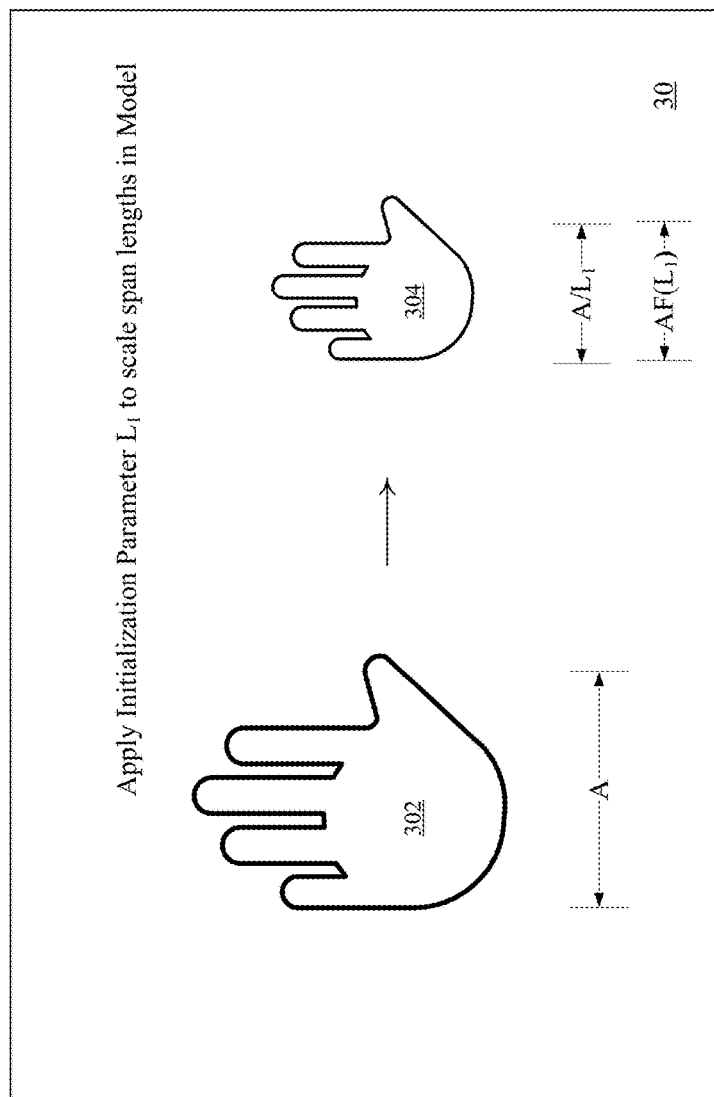 Apply Initialization Parameter L₁ to scale span lengths in Model
302
304
A
A/L₁
AF(L₁)
30